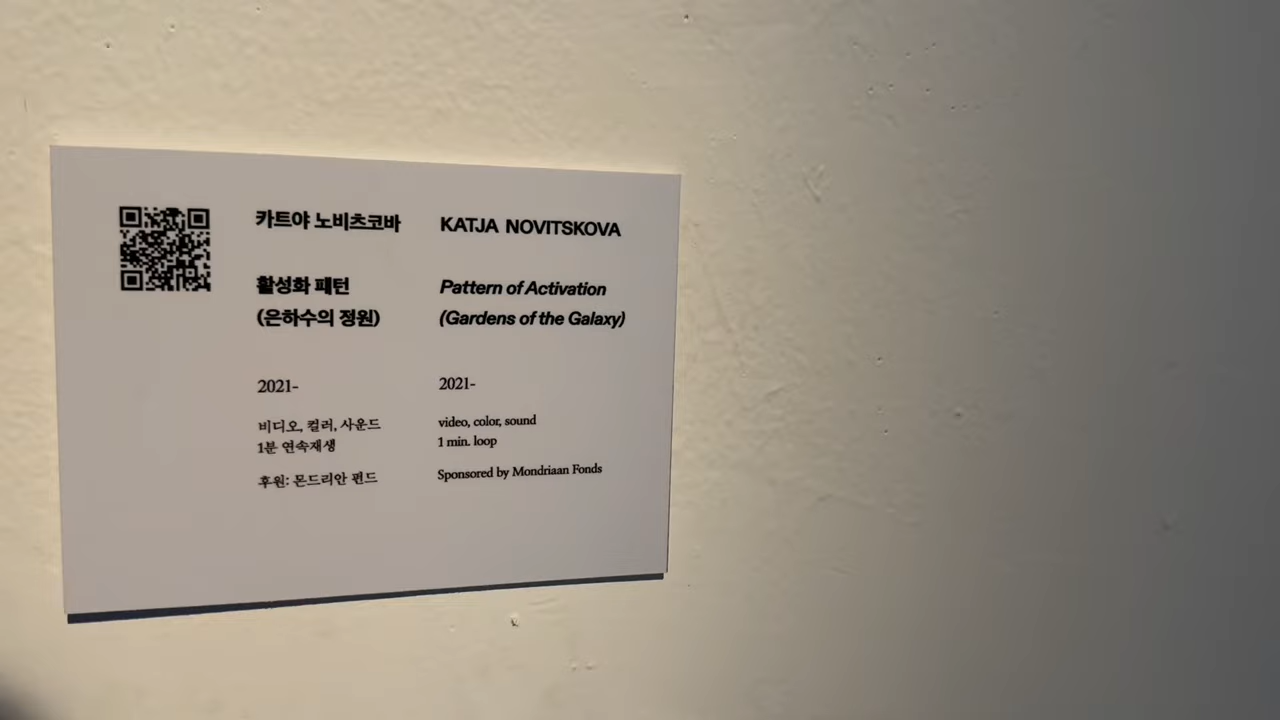 카트야 노비츠코바
활성화 패턴
(은하수의 정원)
2021-
비디오, 컬러, 사운드
1분 연속재생
후원: 몬드리안 펀드
KATJA NOVITSKOVA
Pattern of Activation
(Gardens of the Galaxy)
2021-
video, color, sound
1 min. loop
Sponsored by Mondriaan Fonds